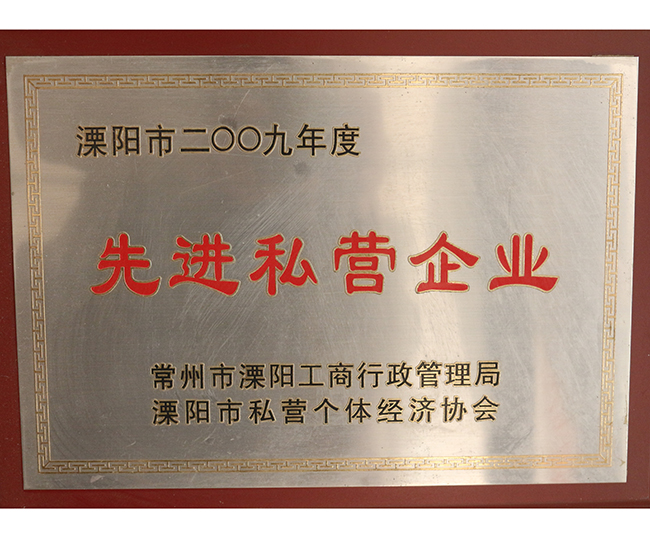 溧阳市二〇〇九年度
先进私营企业
常州市溧阳工商行政管理局
溧阳市私营个体经济协会